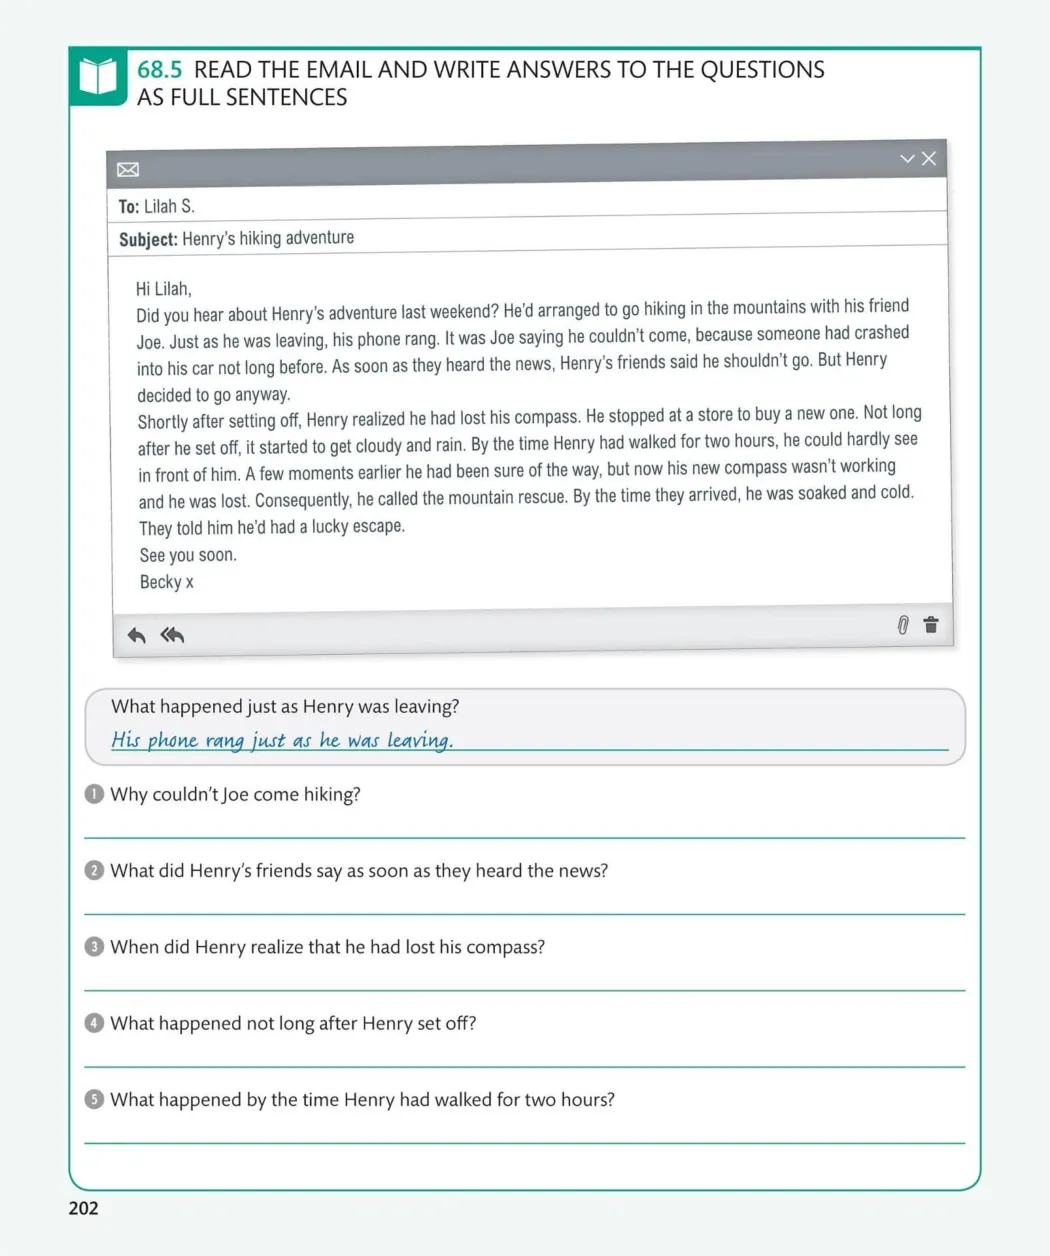 68.5 READ THE EMAIL AND WRITE ANSWERS TO THE QUESTIONS
AS FULL SENTENCES
To: Lilah S.
Subject: Henry's hiking adventure
Hi Lilah,
Did you hear about Henry's adventure last weekend? He'd arranged to go hiking in the mountains with his friend
Joe. Just as he was leaving, his phone rang. It was Joe saying he couldn't come, because someone had crashed
into his car not long before. As soon as they heard the news, Henry's friends said he shouldn't go. But Henry
decided to go anyway.
Shortly after setting off, Henry realized he had lost his compass. He stopped at a store to buy a new one. Not long
after he set off, it started to get cloudy and rain. By the time Henry had walked for two hours, he could hardly see
in front of him. A few moments earlier he had been sure of the way, but now his new compass wasn't working
and he was lost. Consequently, he called the mountain rescue. By the time they arrived, he was soaked and cold.
They told him he'd had a lucky escape.
See you soon.
Becky x
What happened just as Henry was leaving?
His phone rang just as he was leaving.
1 Why couldn't Joe come hiking?
2 What did Henry's friends say as soon as they heard the news?
3 When did Henry realize that he had lost his compass?
4 What happened not long after Henry set off?
5 What happened by the time Henry had walked for two hours?
202